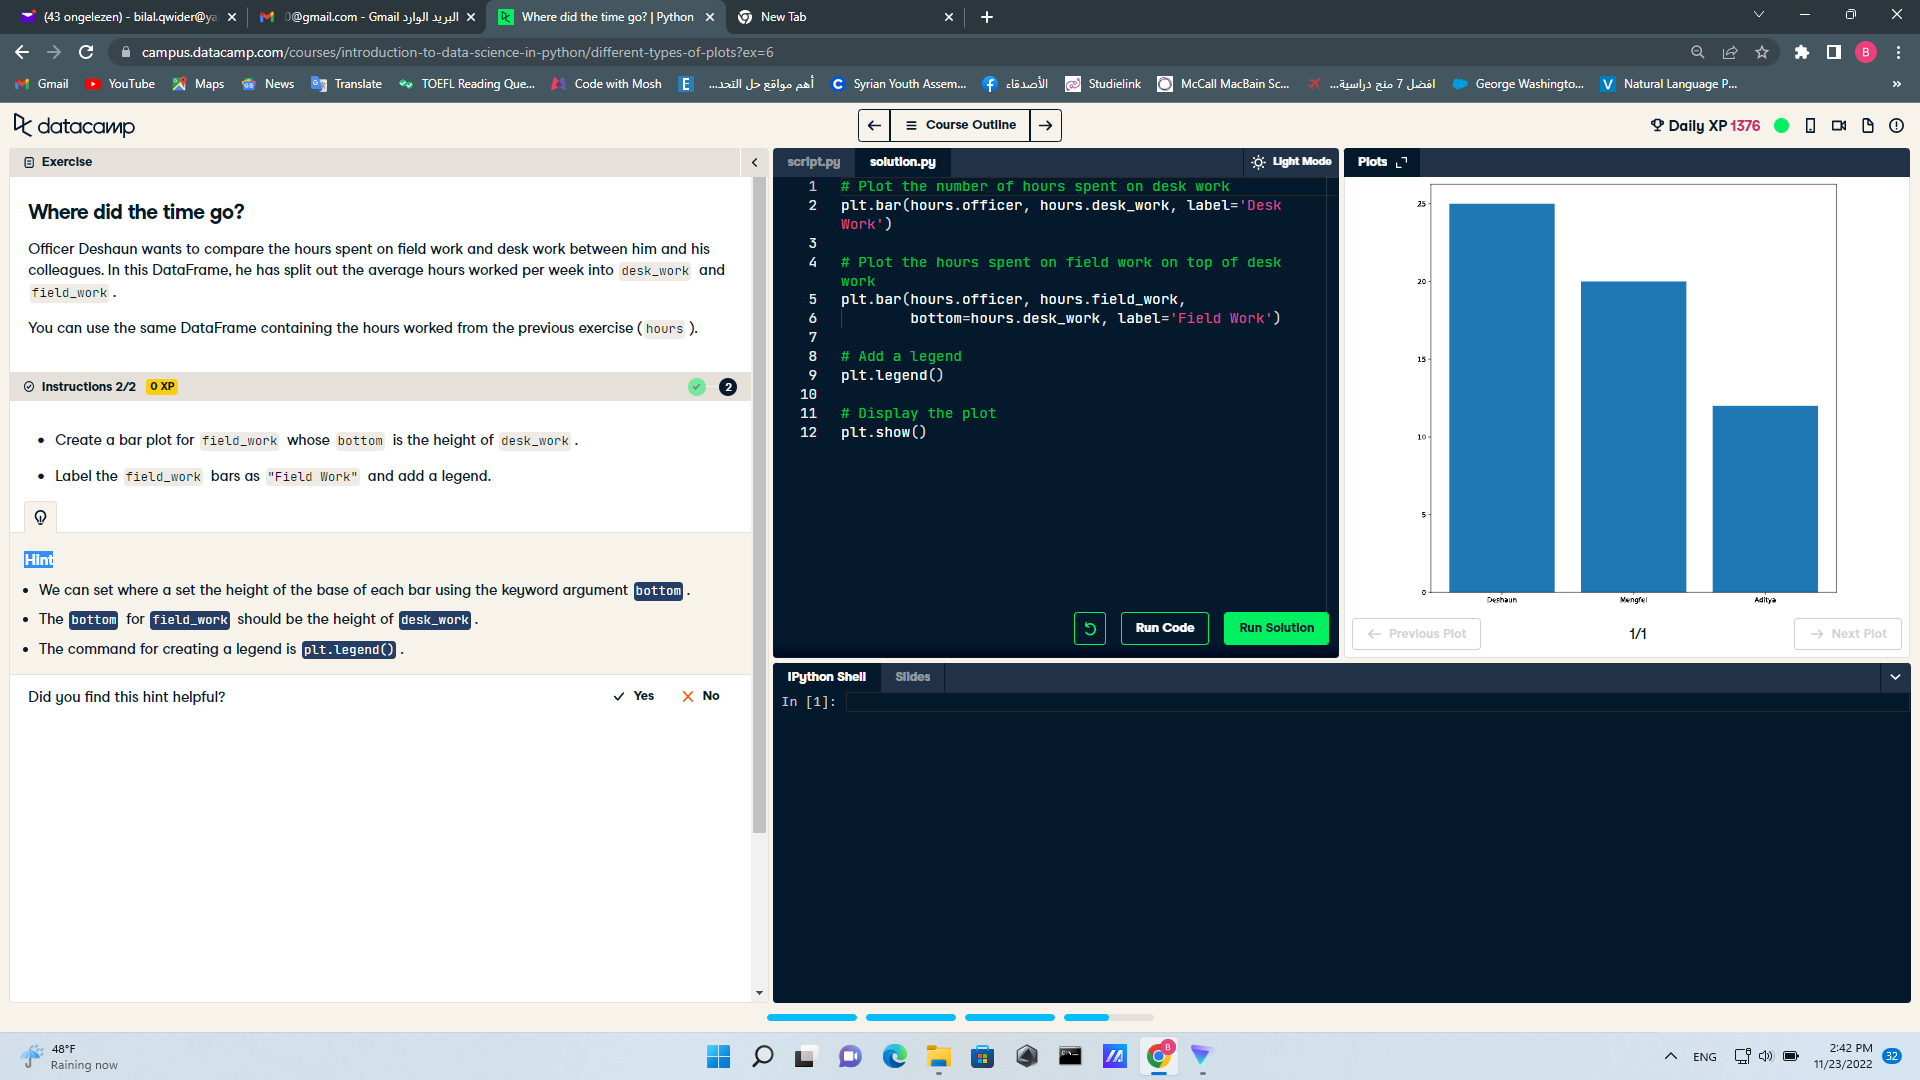 (43 ongelezen) - bilal.qwider@ya
0@gmail.com - Gmail البريد الوارد
Where did the time go? | Python
New Tab
campus.datacamp.com/courses/introduction-to-data-science-in-python/different-types-of-plots?ex=6
B
Gmail
YouTube
Maps
News
Translate
TOEFL Reading Que...
Code with Mosh
أهم مواقع حل التحد...
Syrian Youth Assem...
الأصدقاء
Studielink
McCall MacBain Sc...
افضل 7 منح دراسية...
George Washingto...
Natural Language P...
»
datacamp
Course Outline
Daily XP 1376
Exercise
Where did the time go?
Officer Deshaun wants to compare the hours spent on field work and desk work between him and his
colleagues. In this DataFrame, he has split out the average hours worked per week into desk_work and
field_work .
You can use the same DataFrame containing the hours worked from the previous exercise ( hours ).
Instructions 2/2 0 XP
2
• Create a bar plot for field_work whose bottom is the height of desk_work .
• Label the field_work bars as "Field Work" and add a legend.
Hint
• We can set where a set the height of the base of each bar using the keyword argument bottom .
• The bottom for field_work should be the height of desk_work .
• The command for creating a legend is plt.legend() .
Did you find this hint helpful?
Yes
No
script.py
solution.py
Light Mode
1 # Plot the number of hours spent on desk work
2 plt.bar(hours.officer, hours.desk_work, label='Desk
Work')
3
4 # Plot the hours spent on field work on top of desk
work
5 plt.bar(hours.officer, hours.field_work,
6 bottom=hours.desk_work, label='Field Work')
7
8 # Add a legend
9 plt.legend()
10
11 # Display the plot
12 plt.show()
Run Code
Run Solution
Plots
25
20
15
10
5
0
Deshaun
Mengfei
Aditya
Previous Plot
1/1
Next Plot
IPython Shell
Slides
In [1]:
48°F
Raining now
B
ENG
2:42 PM
11/23/2022
32